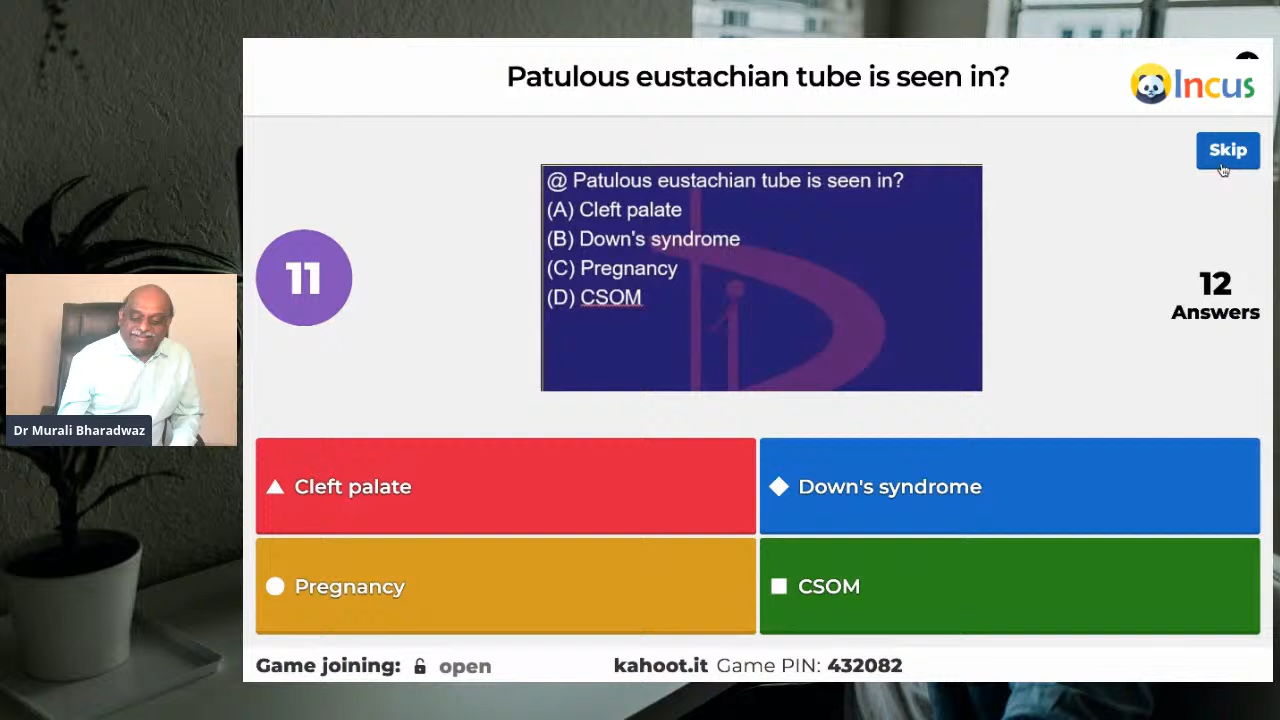 Patulous eustachian tube is seen in?
Incus
Skip
@ Patulous eustachian tube is seen in?
(A) Cleft palate
(B) Down's syndrome
(C) Pregnancy
(D) CSOM
11
12
Answers
Dr Murali Bharadwaz
Cleft palate
Down's syndrome
Pregnancy
CSOM
Game joining: open
kahoot.it Game PIN: 432082